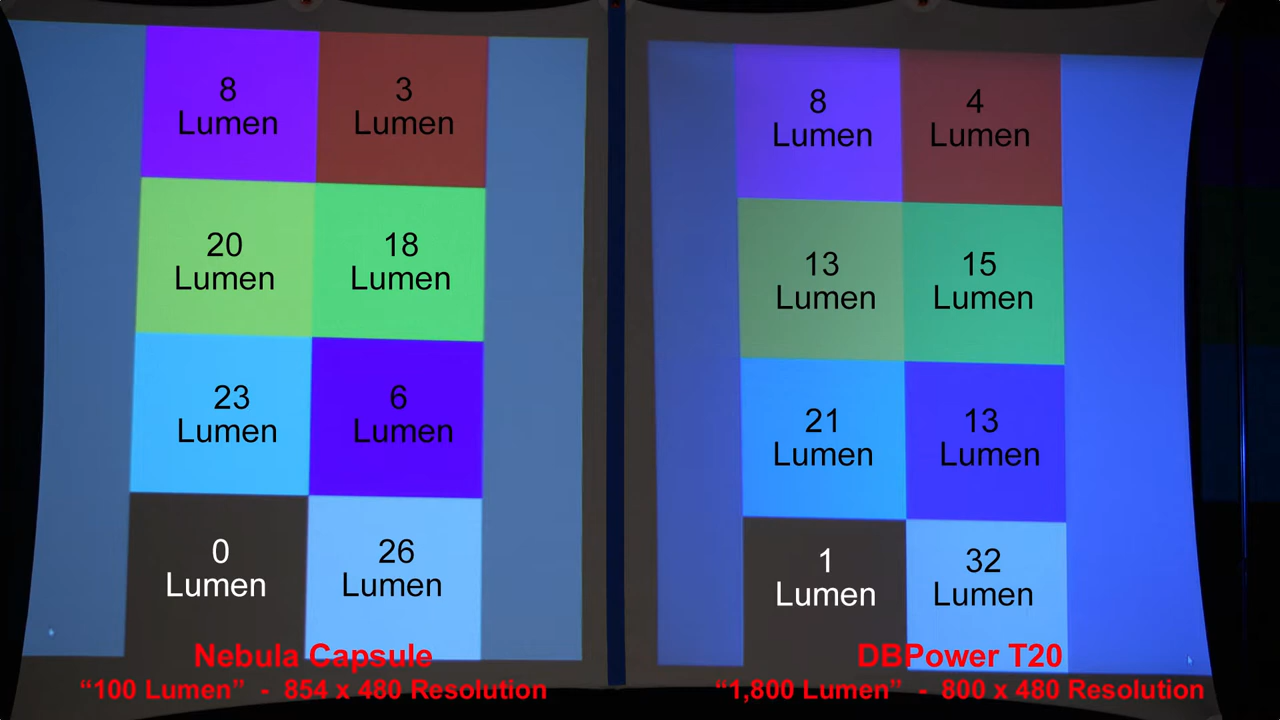 8
Lumen
3
Lumen
20
Lumen
18
Lumen
23
Lumen
6
Lumen
0
Lumen
26
Lumen
Nebula Capsule
“100 Lumen”  -  854 x 480 Resolution
8
Lumen
4
Lumen
13
Lumen
15
Lumen
21
Lumen
13
Lumen
1
Lumen
32
Lumen
DBPower T20
“1,800 Lumen”  -  800 x 480 Resolution